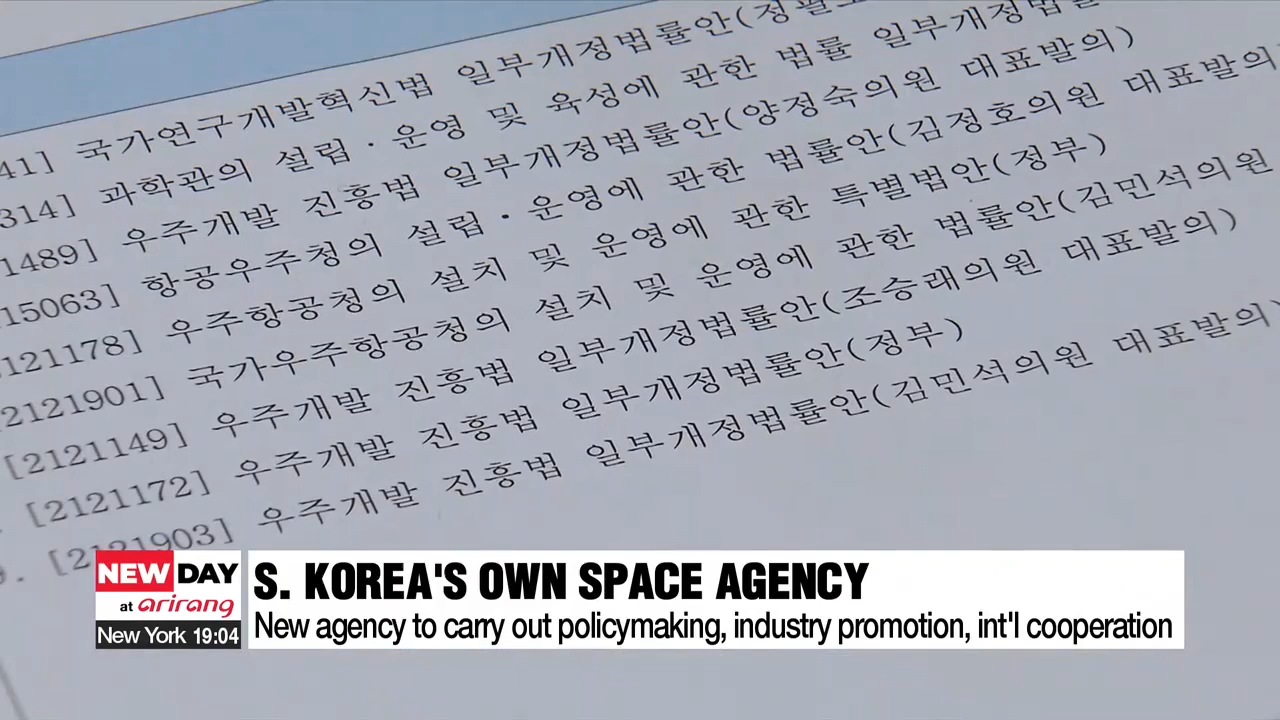 41] 국가연구개발혁신법 일부개정법률안(정필모
314] 과학관의 설립·운영 및 육성에 관한 법률 일부개정법률
1489] 우주개발 진흥법 일부개정법률안(양정숙의원 대표발의)
15063] 항공우주청의 설립·운영에 관한 법률안(김정호의원 대표발의
121178] 우주항공청의 설치 및 운영에 관한 특별법안(정부)
2121901] 국가우주항공청의 설치 및 운영에 관한 법률안(김민석의원
[2121149] 우주개발 진흥법 일부개정법률안(조승래의원 대표발의)
. [2121172] 우주개발 진흥법 일부개정법률안(정부)
9. [2121903] 우주개발 진흥법 일부개정법률안(김민석의원 대표발의)
NEW DAY
at arirang
New York 19:04
S. KOREA'S OWN SPACE AGENCY
New agency to carry out policymaking, industry promotion, int'l cooperation